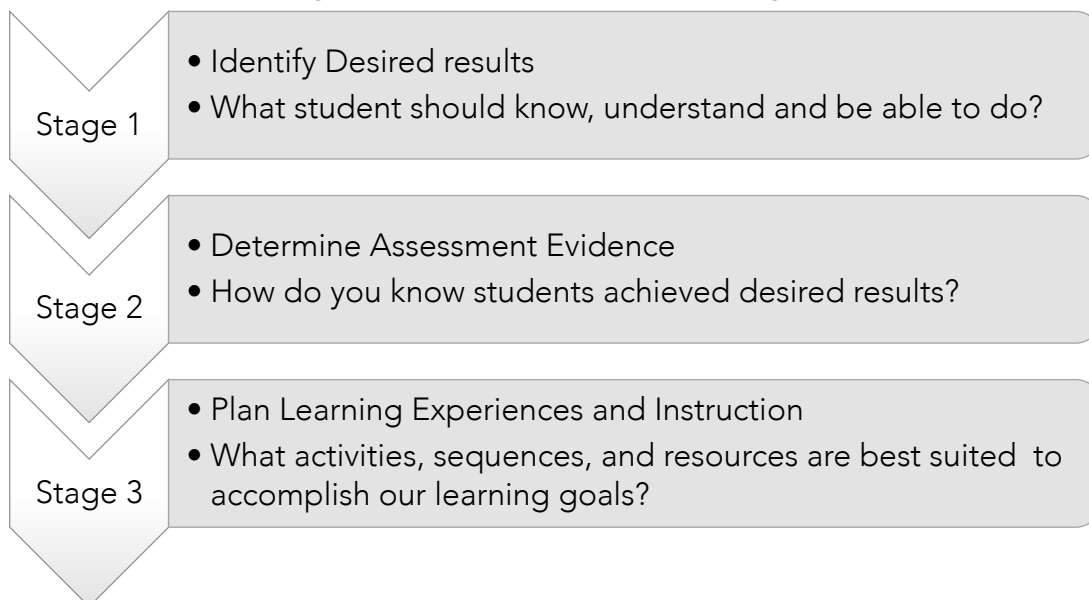 Stage 1
• Identify Desired results
• What student should know, understand and be able to do?
Stage 2
• Determine Assessment Evidence
• How do you know students achieved desired results?
Stage 3
• Plan Learning Experiences and Instruction
• What activities, sequences, and resources are best suited to
accomplish our learning goals?